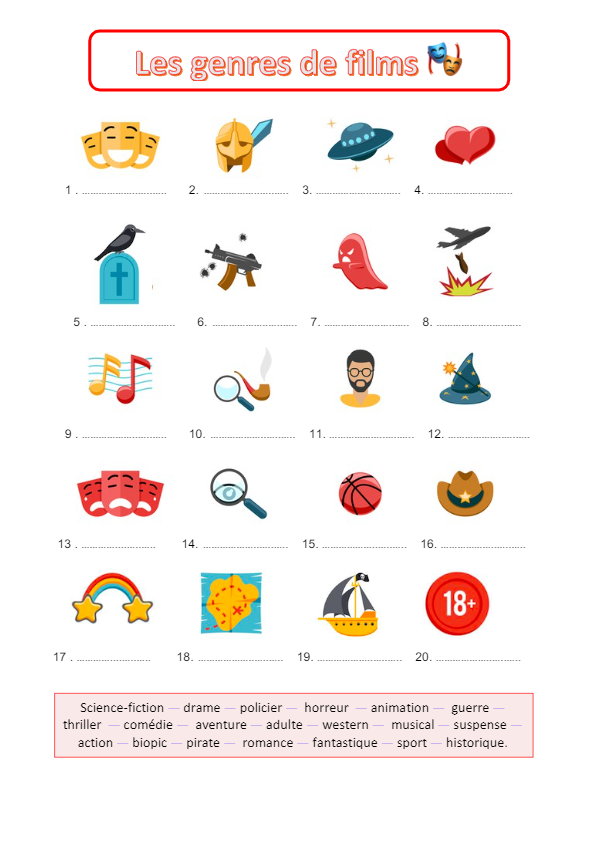 Les genres de films
1 . ................................ 2. ................................ 3. ................................ 4. ................................
5 . ................................ 6. ................................ 7. ................................ 8. ................................
9 . ................................ 10. ................................ 11. ................................ 12. ................................
18+
13 . ................................ 14. ................................ 15. ................................ 16. ................................
17 . ................................ 18. ................................ 19. ................................ 20. ................................
Science-fiction — drame — policier — horreur — animation — guerre —
thriller — comédie — aventure — adulte — western — musical — suspense —
action — biopic — pirate — romance — fantastique — sport — historique.